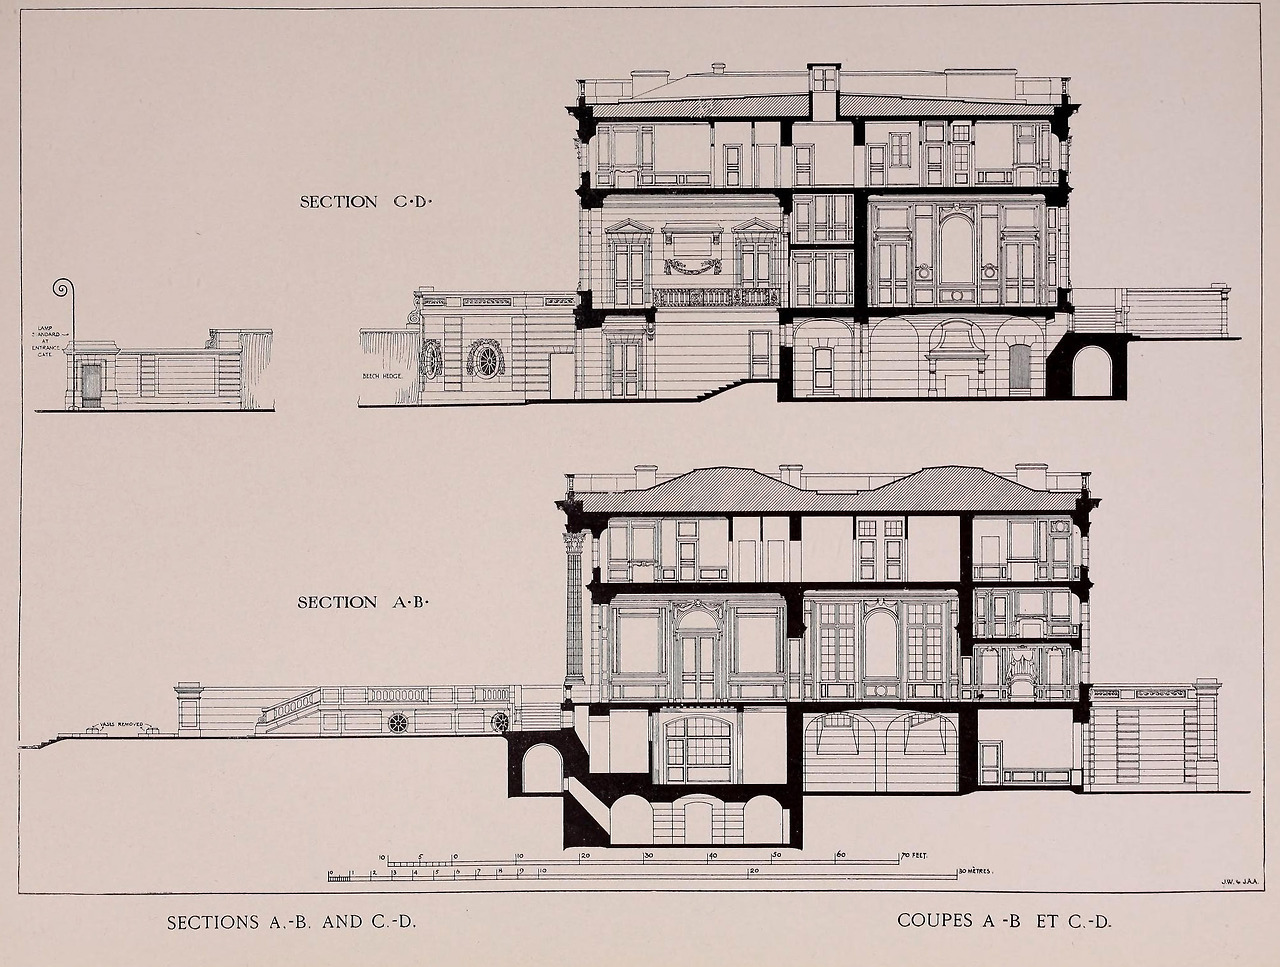 SECTION C·D·
LAMP
STANDARD
AT
ENTRANCE
GATE.
BEECH HEDGE.
SECTION A·B·
VASES REMOVED
10 5 0 10 20 30 40 50 60 70 FEET.
0 1 2 3 4 5 6 7 8 9 10 20 30 MÈTRES.
J.W. & J.A.A.
SECTIONS A.-B. AND C.-D.
COUPES A-B ET C.-D.